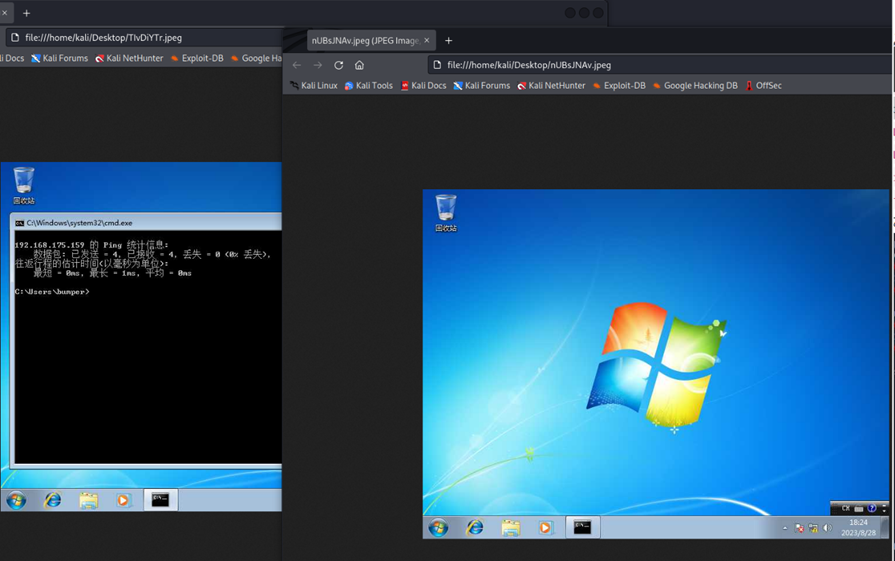 file:///home/kali/Desktop/TIvDiYTr.jpeg
li Docs Kali Forums Kali NetHunter Exploit-DB Google Ha
回收站
C:\Windows\system32\cmd.exe
192.168.175.159 的 Ping 统计信息:
数据包: 已发送 = 4, 已接收 = 4, 丢失 = 0 (0% 丢失),
往返行程的估计时间(以毫秒为单位):
最短 = 0ms, 最长 = 1ms, 平均 = 0ms
C:\Users\bumper>
nUBsJNAv.jpeg (JPEG Image
file:///home/kali/Desktop/nUBsJNAv.jpeg
Kali Linux Kali Tools Kali Docs Kali Forums Kali NetHunter Exploit-DB Google Hacking DB OffSec
回收站
CH
18:24
2023/8/28